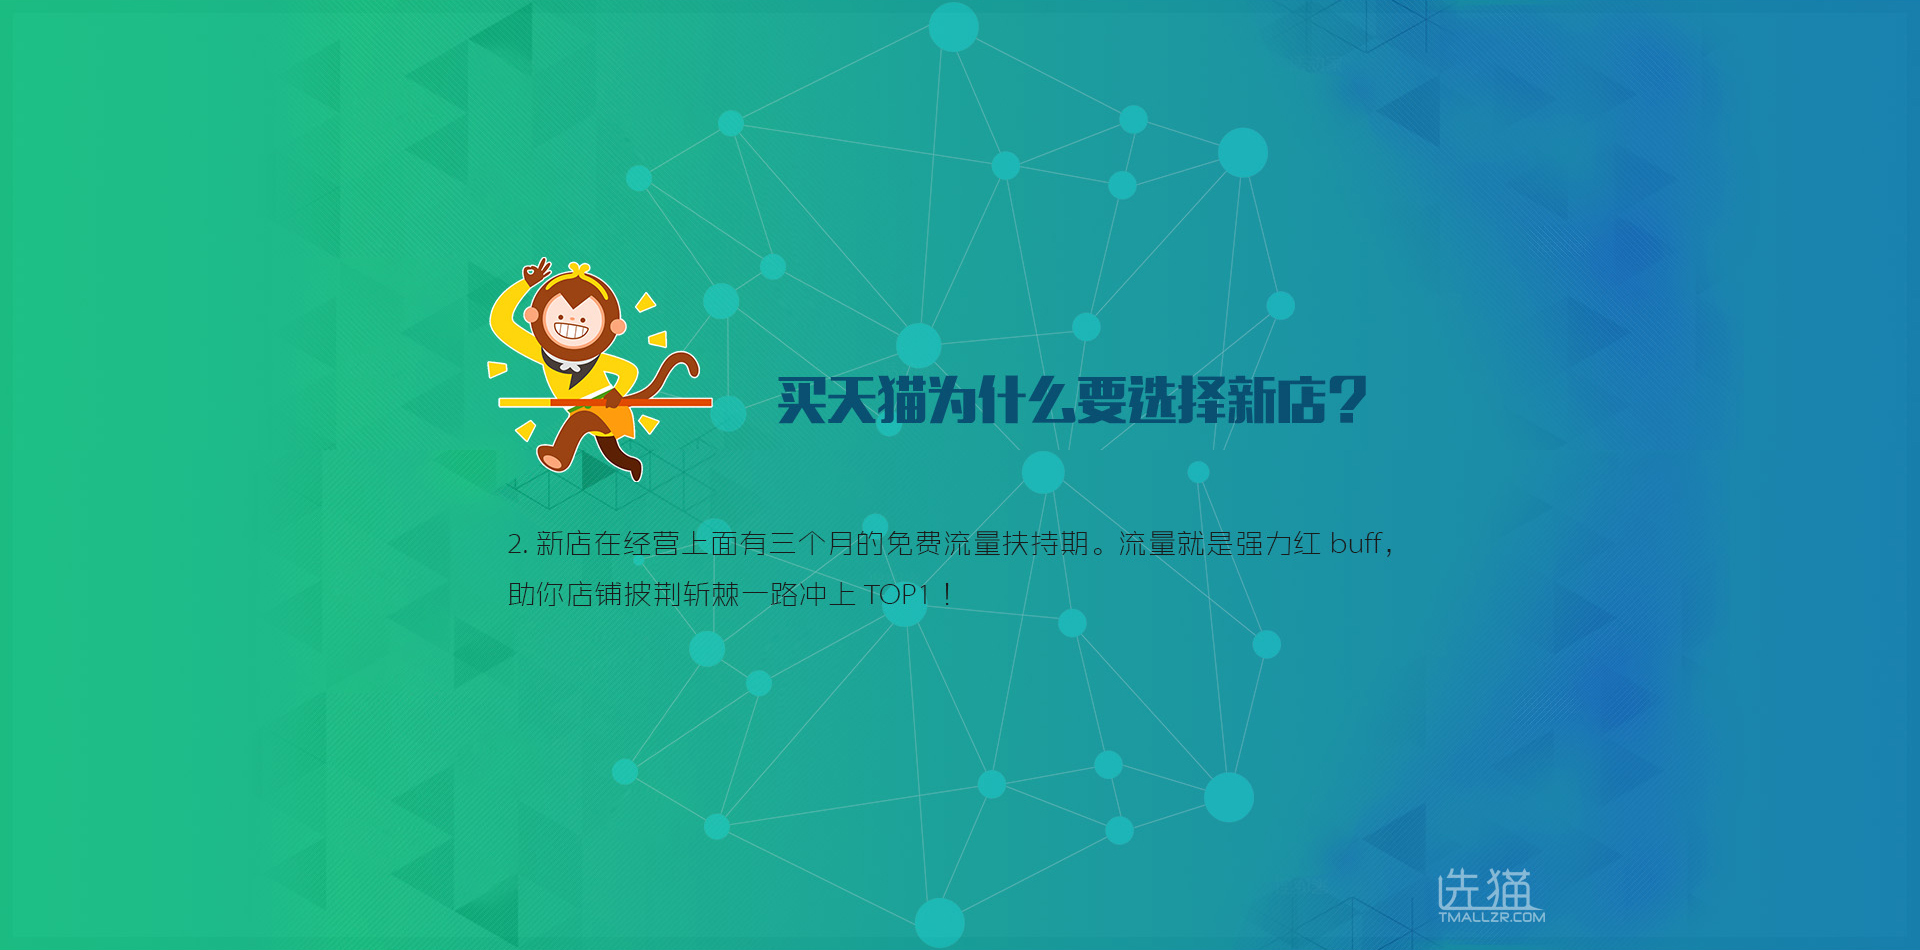 买天猫为什么要选择新店？
2. 新店在经营上面有三个月的免费流量扶持期。流量就是强力红 buff，
助你店铺披荆斩棘一路冲上 TOP1！
选猫
TMALLZR.COM